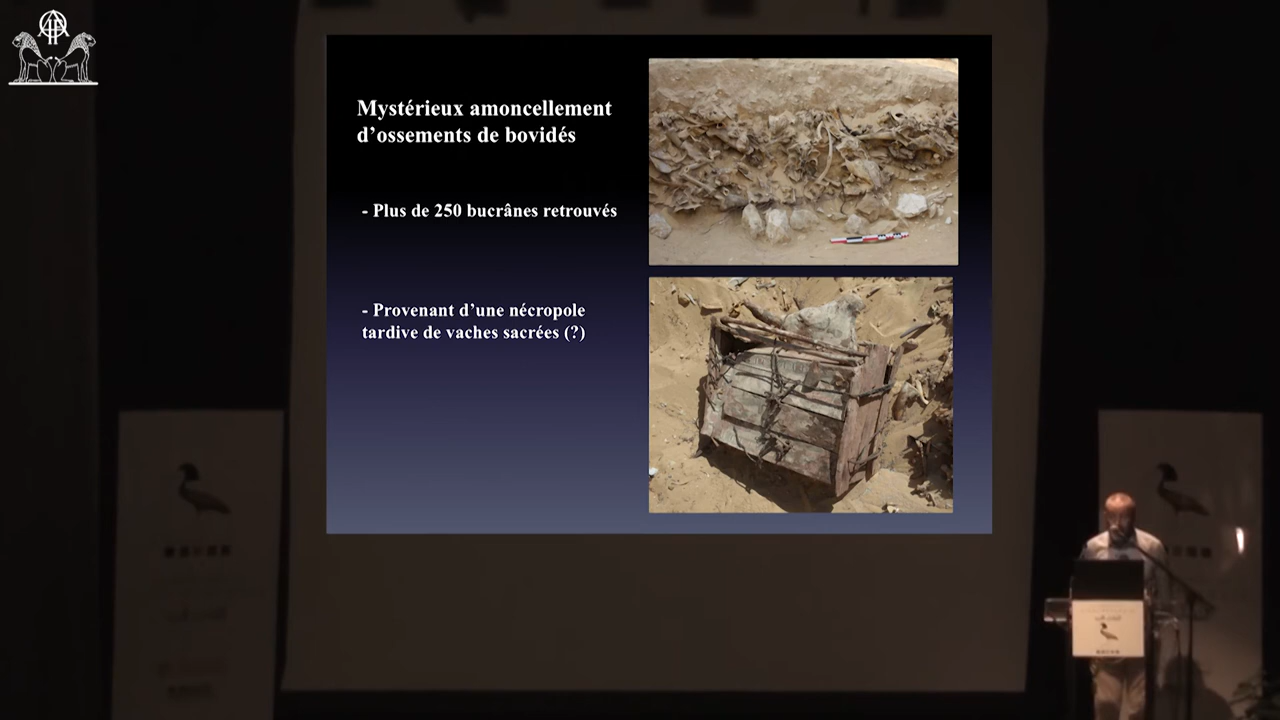 Mystérieux amoncellement
d'ossements de bovidés
- Plus de 250 bucrânes retrouvés
- Provenant d'une nécropole
tardive de vaches sacrées (?)